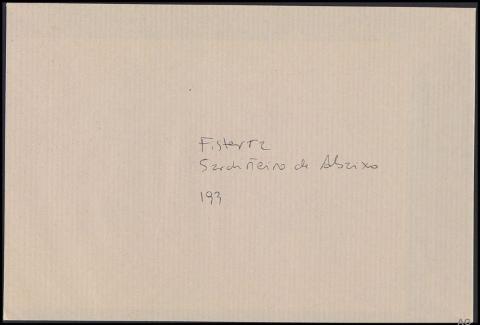 Fisterra
Sardiñeiro de Abaixo
193